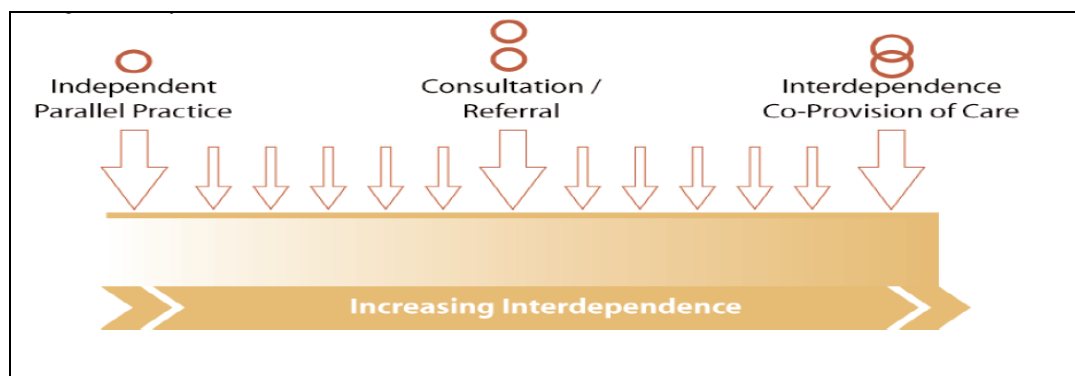 Independent
Parallel Practice
Consultation /
Referral
Interdependence
Co-Provision of Care
Increasing Interdependence